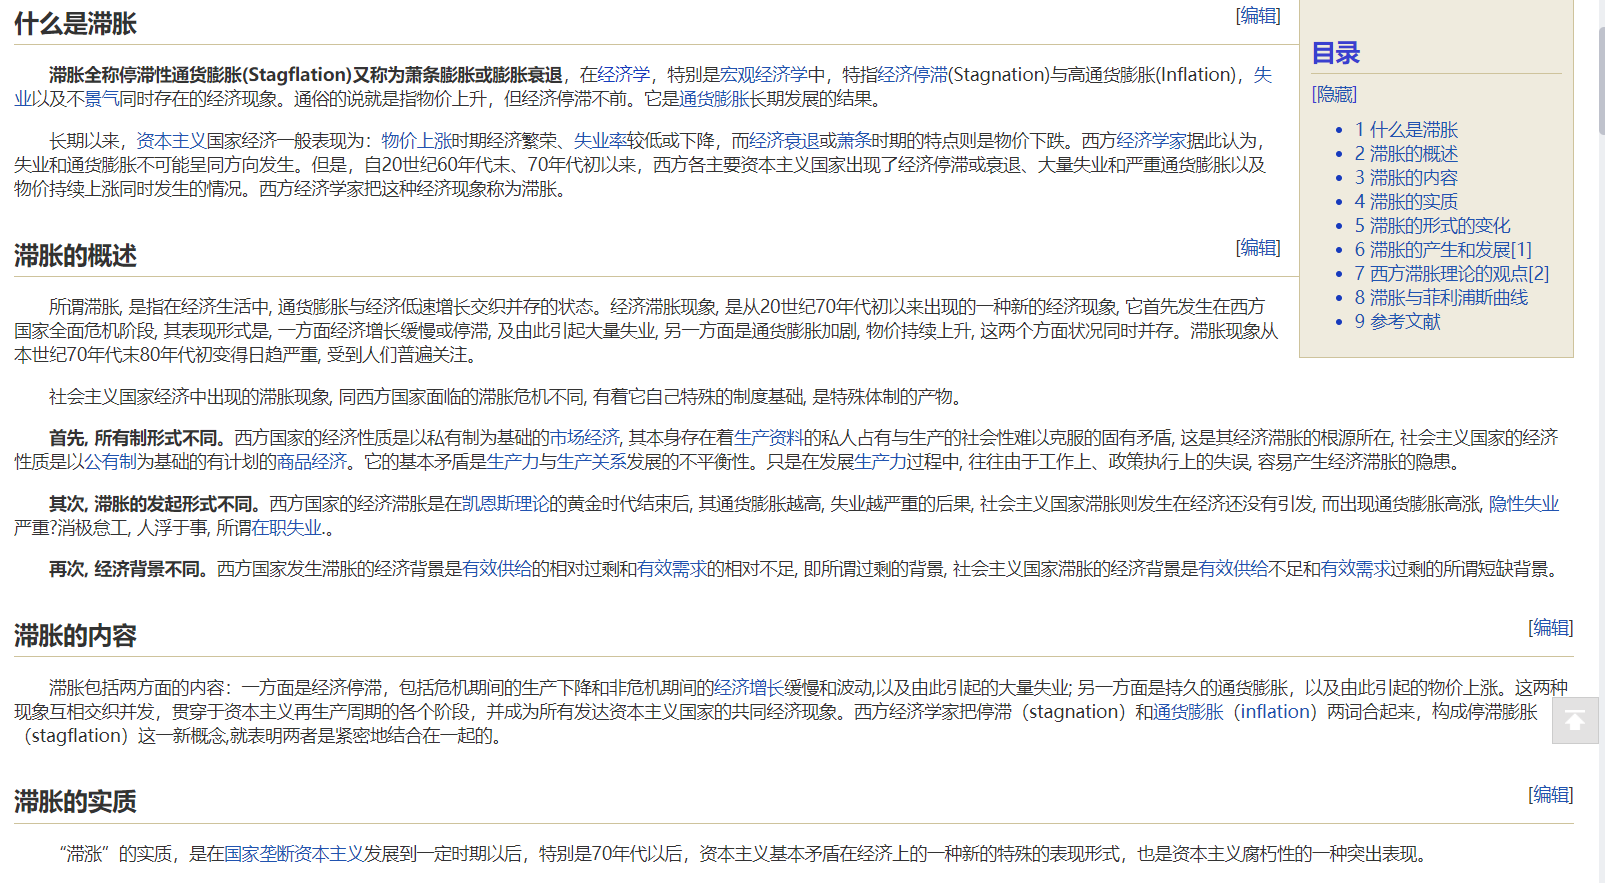 什么是滞胀
[编辑]
滞胀全称停滞性通货膨胀(Stagflation)又称为萧条膨胀或膨胀衰退，在经济学，特别是宏观经济学中，特指经济停滞(Stagnation)与高通货膨胀(Inflation)，失
业以及不景气同时存在的经济现象。通俗的说就是指物价上升，但经济停滞不前。它是通货膨胀长期发展的结果。
长期以来，资本主义国家经济一般表现为：物价上涨时期经济繁荣、失业率较低或下降，而经济衰退或萧条时期的特点则是物价下跌。西方经济学家据此认为，
失业和通货膨胀不可能呈同方向发生。但是，自20世纪60年代末、70年代初以来，西方各主要资本主义国家出现了经济停滞或衰退、大量失业和严重通货膨胀以及
物价持续上涨同时发生的情况。西方经济学家把这种经济现象称为滞胀。
目录
[隐藏]
1 什么是滞胀
2 滞胀的概述
3 滞胀的内容
4 滞胀的实质
5 滞胀的形式的变化
6 滞胀的产生和发展[1]
7 西方滞胀理论的观点[2]
8 滞胀与菲利浦斯曲线
9 参考文献
滞胀的概述
[编辑]
所谓滞胀, 是指在经济生活中, 通货膨胀与经济低速增长交织并存的状态。经济滞胀现象, 是从20世纪70年代初以来出现的一种新的经济现象, 它首先发生在西方
国家全面危机阶段, 其表现形式是, 一方面经济增长缓慢或停滞, 及由此引起大量失业, 另一方面是通货膨胀加剧, 物价持续上升, 这两个方面状况同时并存。滞胀现象从
本世纪70年代末80年代初变得日趋严重, 受到人们普遍关注。
社会主义国家经济中出现的滞胀现象, 同西方国家面临的滞胀危机不同, 有着它自己特殊的制度基础, 是特殊体制的产物。
首先, 所有制形式不同。西方国家的经济性质是以私有制为基础的市场经济, 其本身存在着生产资料的私人占有与生产的社会性难以克服的固有矛盾, 这是其经济滞胀的根源所在, 社会主义国家的经济
性质是以公有制为基础的有计划的商品经济。它的基本矛盾是生产力与生产关系发展的不平衡性。只是在发展生产力过程中, 往往由于工作上、政策执行上的失误, 容易产生经济滞胀的隐患。
其次, 滞胀的发起形式不同。西方国家的经济滞胀是在凯恩斯理论的黄金时代结束后, 其通货膨胀越高, 失业越严重的后果, 社会主义国家滞胀则发生在经济还没有引发, 而出现通货膨胀高涨, 隐性失业
严重?消极怠工, 人浮于事, 所谓在职失业.。
再次, 经济背景不同。西方国家发生滞胀的经济背景是有效供给的相对过剩和有效需求的相对不足, 即所谓过剩的背景, 社会主义国家滞胀的经济背景是有效供给不足和有效需求过剩的所谓短缺背景。
滞胀的内容
[编辑]
滞胀包括两方面的内容：一方面是经济停滞，包括危机期间的生产下降和非危机期间的经济增长缓慢和波动,以及由此引起的大量失业; 另一方面是持久的通货膨胀，以及由此引起的物价上涨。这两种
现象互相交织并发，贯穿于资本主义再生产周期的各个阶段，并成为所有发达资本主义国家的共同经济现象。西方经济学家把停滞（stagnation）和通货膨胀（inflation）两词合起来，构成停滞膨胀
（stagflation）这一新概念,就表明两者是紧密地结合在一起的。
滞胀的实质
[编辑]
“滞涨”的实质，是在国家垄断资本主义发展到一定时期以后，特别是70年代以后，资本主义基本矛盾在经济上的一种新的特殊的表现形式，也是资本主义腐朽性的一种突出表现。